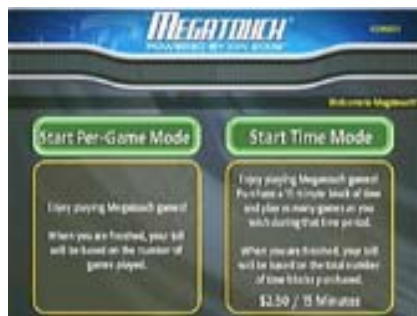 MEGATOUCH
POWERED BY ION EVO
Welcome to Megatouch
Start Per-Game Mode
Enjoy playing Megatouch games!
When you are finished, your bill
will be based on the number of
games played.
Start Time Mode
Enjoy playing Megatouch games!
Purchase a 15 minute block of time
and play as many games as you
wish during that time period.
When you are finished, your bill
will be based on the total number
of time blocks purchased.
$2.50 / 15 Minutes